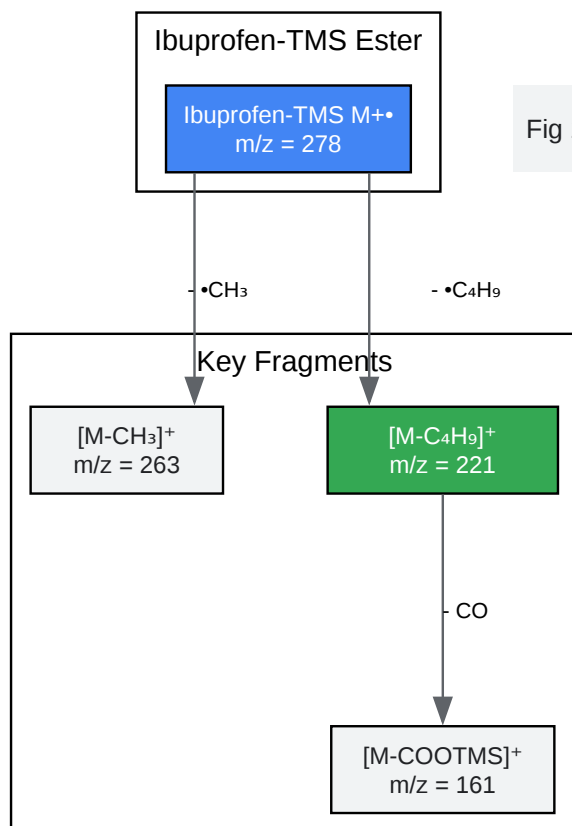 Ibuprofen-TMS Ester
Ibuprofen-TMS M+•
m/z = 278
Fig
- •CH₃
- •C₄H₉
Key Fragments
[M-CH₃]⁺
m/z = 263
[M-C₄H₉]⁺
m/z = 221
- CO
[M-COOTMS]⁺
m/z = 161